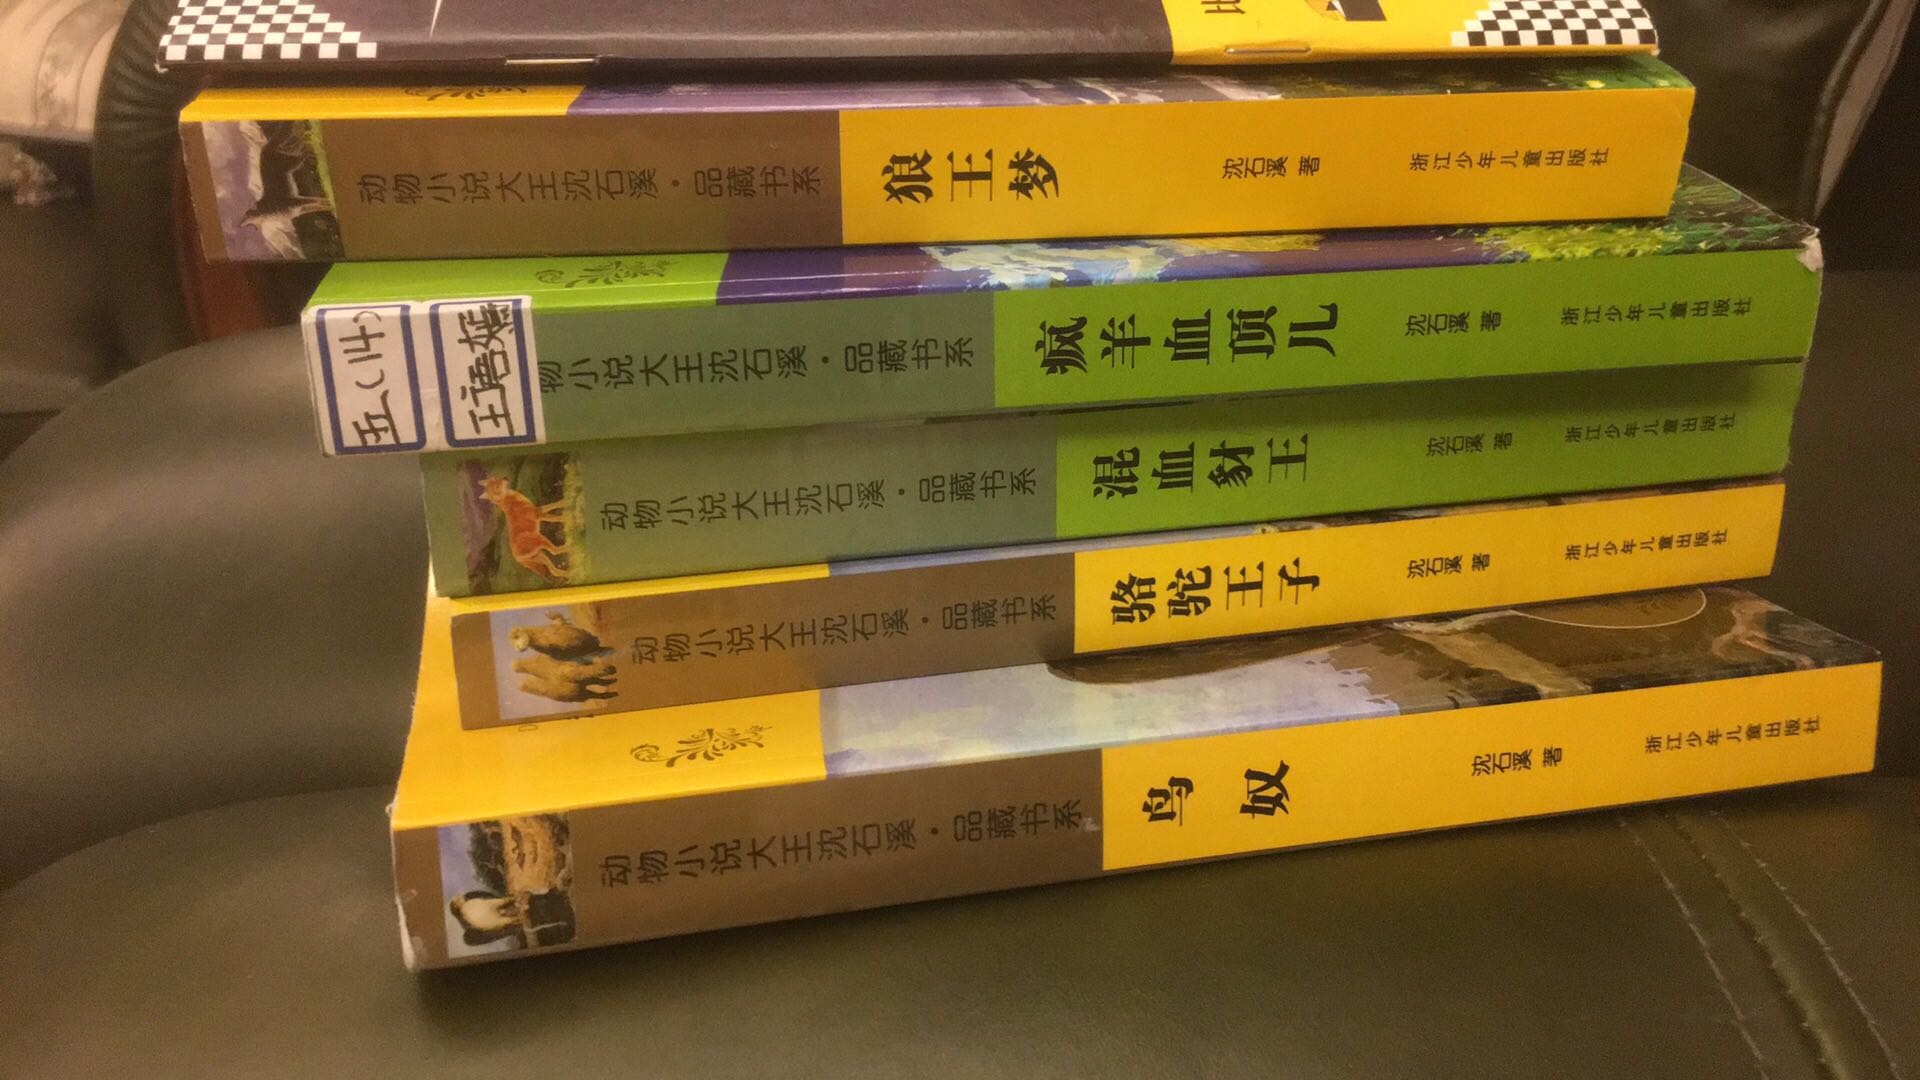 比
动物小说大王沈石溪·品藏书系 狼王梦 沈石溪 著 浙江少年儿童出版社
五(14) 王语嫣 物小说大王沈石溪·品藏书系 疯羊血顶儿 沈石溪 著 浙江少年儿童出版社
动物小说大王沈石溪·品藏书系 混血豺王 沈石溪 著 浙江少年儿童出版社
动物小说大王沈石溪·品藏书系 骆驼王子 沈石溪 著 浙江少年儿童出版社
动物小说大王沈石溪·品藏书系 鸟奴 沈石溪 著 浙江少年儿童出版社